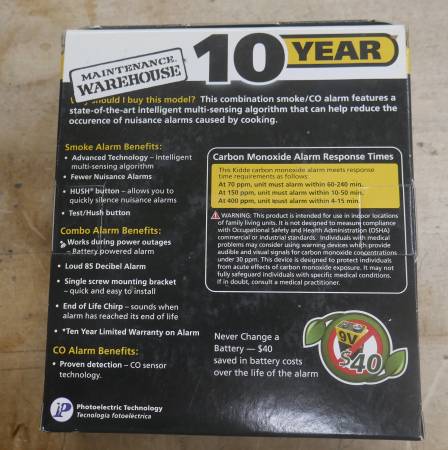 MAINTENANCE
WAREHOUSE
10 YEAR
should I buy this model? This combination smoke/CO alarm features a
state-of-the-art intelligent multi-sensing algorithm that can help reduce the
occurence of nuisance alarms caused by cooking.
Smoke Alarm Benefits:
• Advanced Technology – Intelligent
multi-sensing algorithm
• Fewer Nuisance Alarms
• HUSH® button – allows you to
quickly silence nuisance alarms
• Test/Hush button
Combo Alarm Benefits:
• Works during power outages
– Battery powered alarm
• Loud 85 Decibel Alarm
• Single screw mounting bracket
– quick and easy to install
• End of Life Chirp – sounds when
alarm has reached its end of life
• *Ten Year Limited Warranty on Alarm
CO Alarm Benefits:
• Proven detection – CO sensor
technology.
Carbon Monoxide Alarm Response Times
This Kidde carbon monoxide alarm meets response
time requirements as follows:
At 70 ppm, unit must alarm within 60-240 min.
At 150 ppm, unit must alarm within 10-50 min.
At 400 ppm, unit must alarm within 4-15 min.
WARNING: This product is intended for use in indoor locations
of family living units. It is not designed to measure compliance
with Occupational Safety and Health Administration (OSHA)
commercial or industrial standards. Individuals with medical
problems may consider using warning devices which provide
audible and visual signals for carbon monoxide concentrations
under 30 ppm. This device is designed to protect individuals
from acute effects of carbon monoxide exposure. It may not
fully safeguard individuals with specific medical conditions.
If in doubt, consult a medical practitioner.
Never Change a
Battery — $40
saved in battery costs
over the life of the alarm
9V
$40
iP
Photoelectric Technology
Tecnología fotoeléctrica